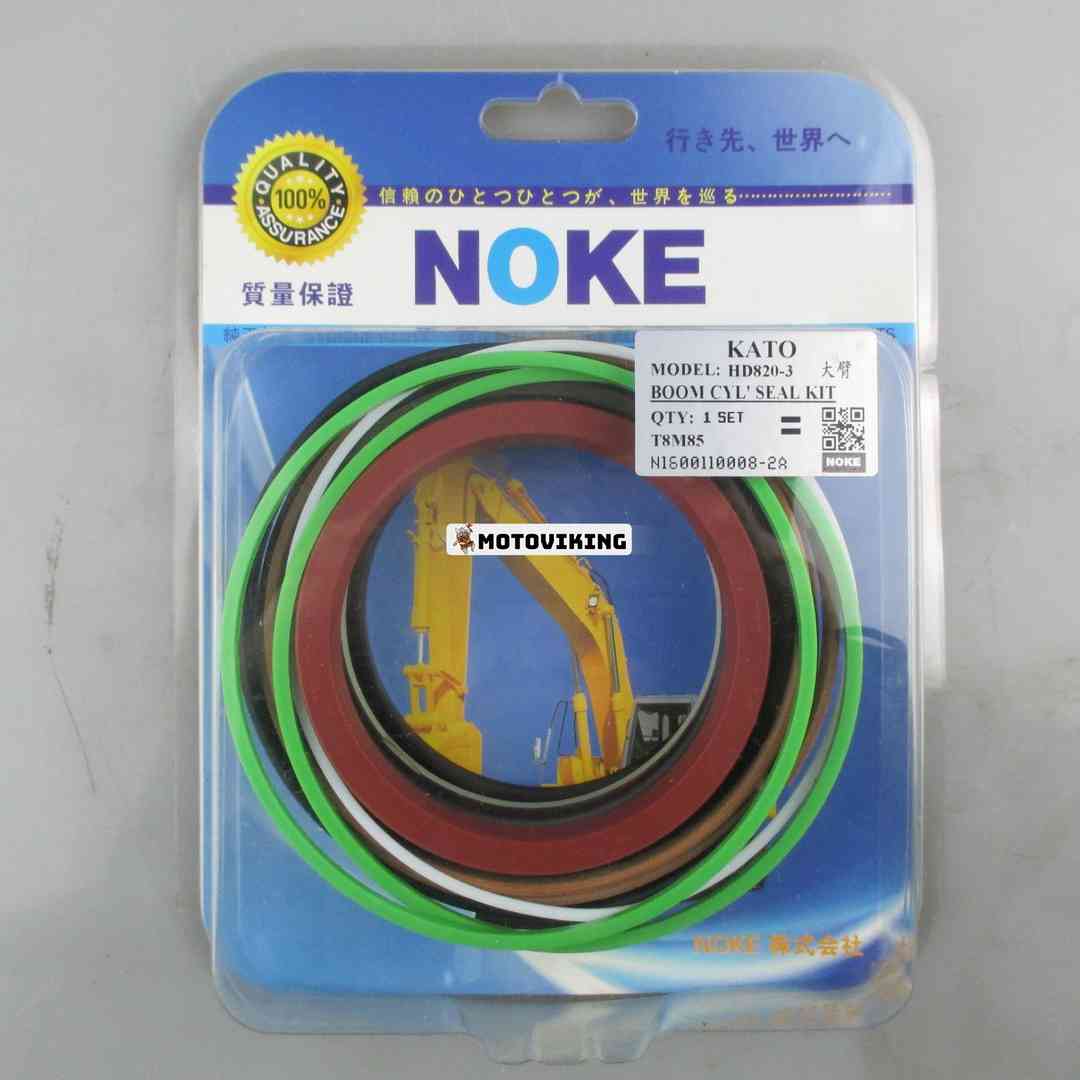 行き先、世界へ
QUALITY
100%
ASSURANCE
信頼のひとつひとつが、世界を巡る
NOKE
質量保證
KATO
MODEL: HD820-3 大臂
BOOM CYL' SEAL KIT
QTY: 1 SET =
T8M85
N1600110008-2A
NOKE
MOTOVIKING
NOKE 株式会社